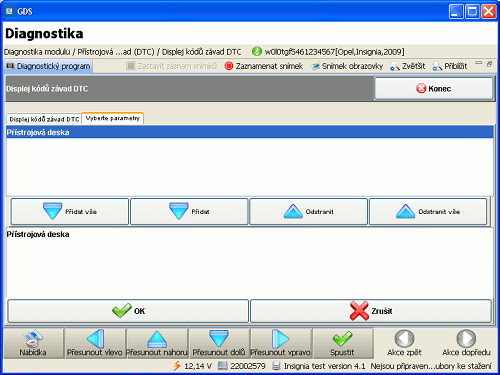 GDS
Diagnostika
Diagnostika modulu / Přístrojová ...ad (DTC) / Displej kódů závad DTC w0l0tgf5461234567[Opel,Insignia,2009]
Diagnostický program Zastavit záznam snímků Zaznamenat snímek Snímek obrazovky Zvětšit Přiblížit
Displej kódů závad DTC Konec
Displej kódů závad DTC Vyberte parametry
Přístrojová deska
Přidat vše Přidat Odstranit Odstranit vše
Přístrojová deska
OK Zrušit
Nabídka Přesunout vlevo Přesunout nahoru Přesunout dolů Přesunout vpravo Spustit Akce zpět Akce dopředu
12,14 V 22002579 Insignia test version 4.1 Nejsou připraven...ubory ke stažení